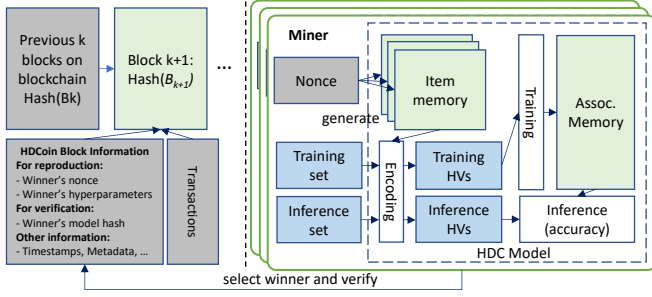 Previous k
blocks on
blockchain
Hash(Bk)
Block k+1:
Hash(B_{k+1})
...
HDCoin Block Information
For reproduction:
- Winner's nonce
- Winner's hyperparameters
For verification:
- Winner's model hash
Other information:
- Timestamps, Metadata, ...
Transactions
Miner
Nonce
generate
Item
memory
Training
set
Encoding
Training
HVs
Training
Assoc.
Memory
Inference
set
Inference
HVs
Inference
(accuracy)
HDC Model
select winner and verify